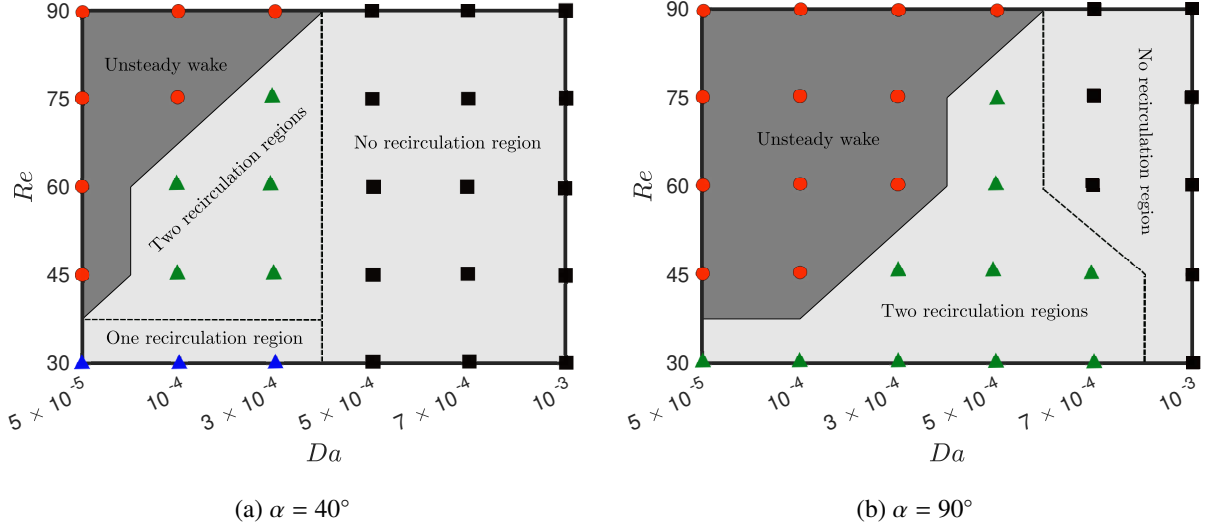 90
75
60
45
30
Re
Unsteady wake
Two recirculation regions
No recirculation region
One recirculation region
5 × 10⁻⁵
10⁻⁴
3 × 10⁻⁴
5 × 10⁻⁴
7 × 10⁻⁴
10⁻³
Da
(a) α = 40°
90
75
60
45
30
Re
Unsteady wake
No recirculation region
Two recirculation regions
5 × 10⁻⁵
10⁻⁴
3 × 10⁻⁴
5 × 10⁻⁴
7 × 10⁻⁴
10⁻³
Da
(b) α = 90°